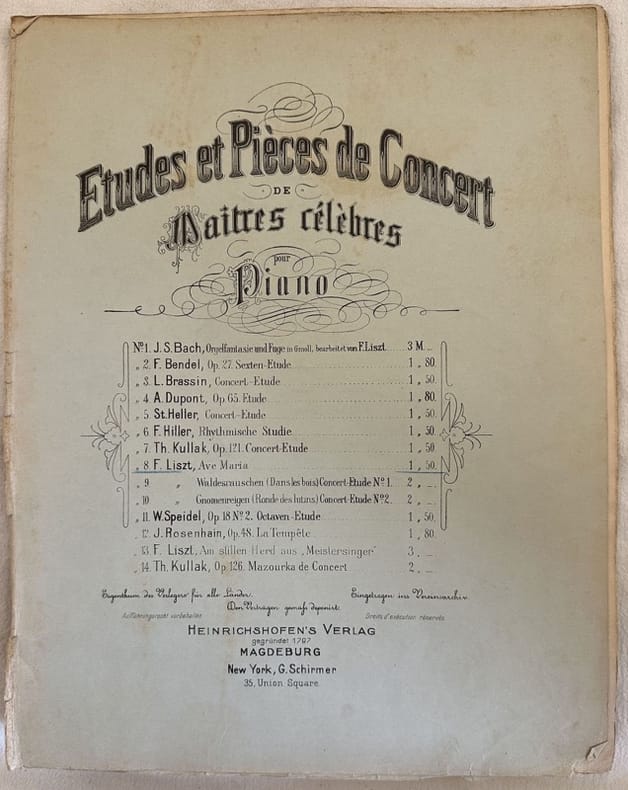 Etudes et Pièces de Concert
DE
Maitres célèbres
pour
Piano
No 1. J. S. Bach, Orgelfantasie und Fuge in Gmoll, bearbeitet von F. Liszt. 3 M. _
„ 2. F. Bendel, Op. 27. Sexten-Etude 1 „ 80.
„ 3. L. Brassin, Concert-Etude 1 „ 50.
„ 4 A. Dupont, Op. 65. Etude 1 „ 80.
„ 5 St. Heller, Concert-Etude 1 „ 50.
„ 6 F. Hiller, Rhythmische Studie 1 „ 50.
„ 7. Th. Kullak, Op. 121. Concert-Etude 1 „ 50
„ 8. F. Liszt, Ave Maria 1 „ 50.
„ 9 „ Waldesrauschen (Dans les bois) Concert-Etude No 1. 2 „ _
„ 10 „ Gnomenreigen (Ronde des lutins) Concert-Etude No 2. 2 „ _
„ 11. W. Speidel, Op. 18 No 2. Octaven-Etude 1 „ 50.
„ 12. J. Rosenhain, Op. 48. La Tempête 1 „ 80.
„ 13. F. Liszt, Am stillen Herd aus „Meistersinger" 3 „ _
„ 14. Th. Kullak, Op. 126. Mazourka de Concert 2 „ _
Eigenthum des Verlegers für alle Länder. Eingetragen ins Vereinsarchiv.
Den Verträgen gemäss deponirt.
Aufführungsrecht vorbehalten Droits d'exécution réservés
HEINRICHSHOFEN'S VERLAG
gegründet 1797
MAGDEBURG
New York, G. Schirmer
35, Union Square